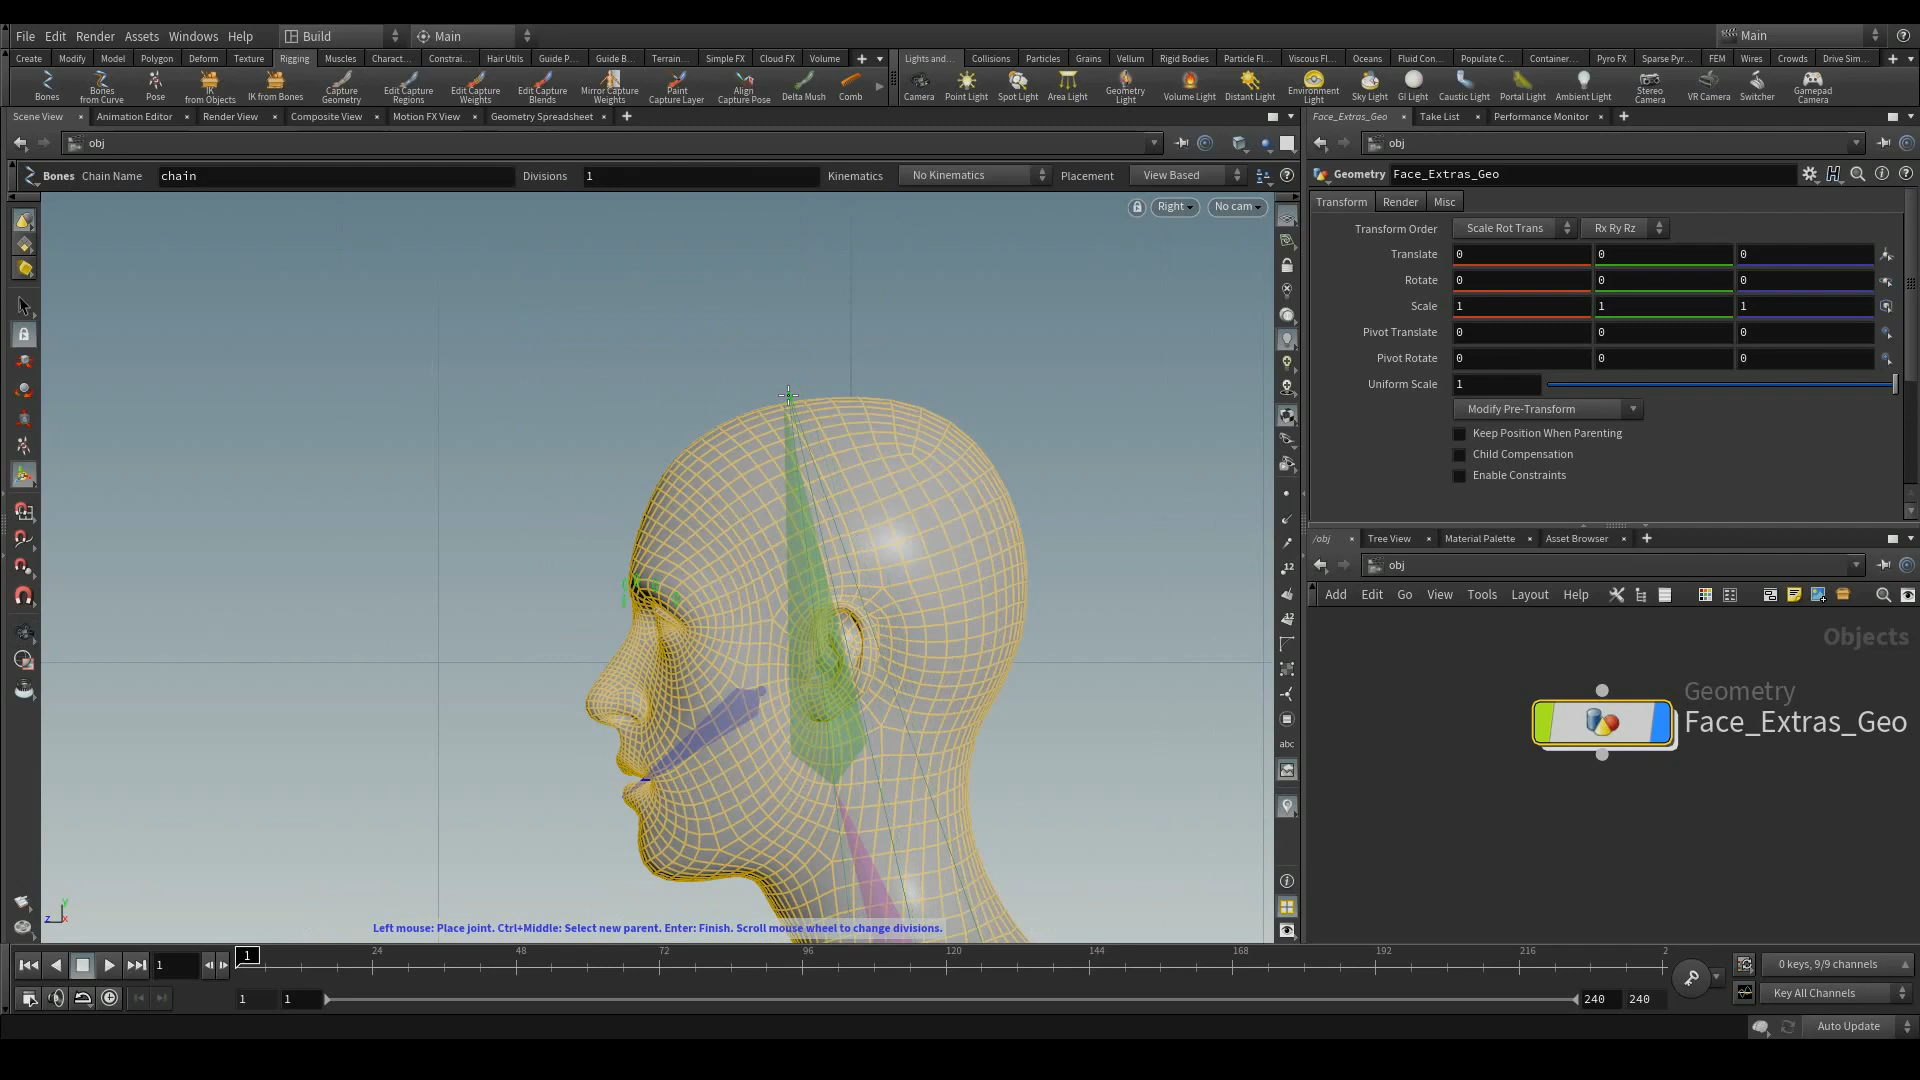 File Edit Render Assets Windows Help Build Main Main
Create Modify Model Polygon Deform Texture Rigging Muscles Charact... Constrai... Hair Utils Guide P... Guide B... Terrain... Simple FX Cloud FX Volume
Lights and... Collisions Particles Grains Vellum Rigid Bodies Particle Fl... Viscous Fl... Oceans Fluid Con... Populate C... Container... Pyro FX Sparse Pyr... FEM Wires Crowds Drive Sim...
Bones
Bones from Curve
Pose
IK from Objects
IK from Bones
Capture Geometry
Edit Capture Regions
Edit Capture Weights
Edit Capture Blends
Mirror Capture Weights
Paint Capture Layer
Align Capture Pose
Delta Mush
Comb
Camera
Point Light
Spot Light
Area Light
Geometry Light
Volume Light
Distant Light
Environment Light
Sky Light
GI Light
Caustic Light
Portal Light
Ambient Light
Stereo Camera
VR Camera
Switcher
Gamepad Camera
Scene View Animation Editor Render View Composite View Motion FX View Geometry Spreadsheet
obj
Bones Chain Name chain Divisions 1 Kinematics No Kinematics Placement View Based
Right No cam
Left mouse: Place joint. Ctrl+Middle: Select new parent. Enter: Finish. Scroll mouse wheel to change divisions.
z y x
12
12
abc
Face_Extras_Geo Take List Performance Monitor
obj
Geometry Face_Extras_Geo
Transform Render Misc
Transform Order Scale Rot Trans Rx Ry Rz
Translate 0 0 0
Rotate 0 0 0
Scale 1 1 1
Pivot Translate 0 0 0
Pivot Rotate 0 0 0
Uniform Scale 1
Modify Pre-Transform
Keep Position When Parenting
Child Compensation
Enable Constraints
/obj Tree View Material Palette Asset Browser
obj
Add Edit Go View Tools Layout Help
Objects
Geometry
Face_Extras_Geo
1 1 24 48 72 96 120 144 168 192 216 2
0 keys, 9/9 channels
1 1 240 240
Key All Channels
Auto Update